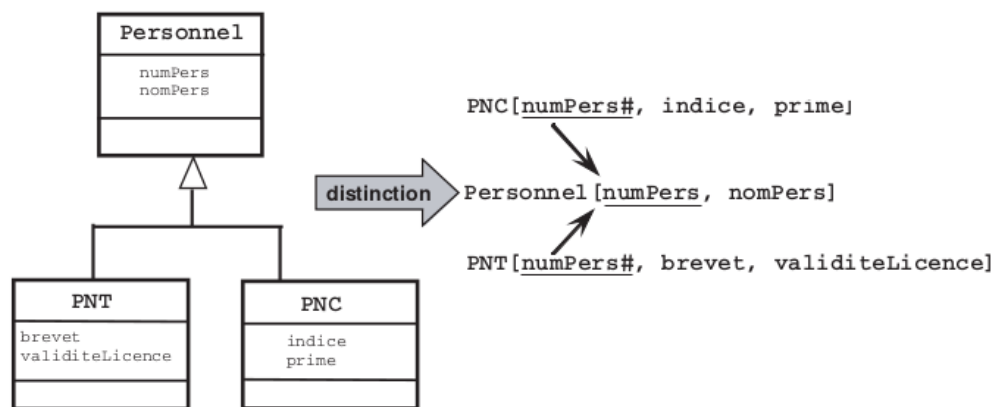 Personnel
numPers
nomPers
PNT
brevet
validiteLicence
PNC
indice
prime
distinction
PNC[numPers#, indice, prime]
Personnel[numPers, nomPers]
PNT[numPers#, brevet, validiteLicence]